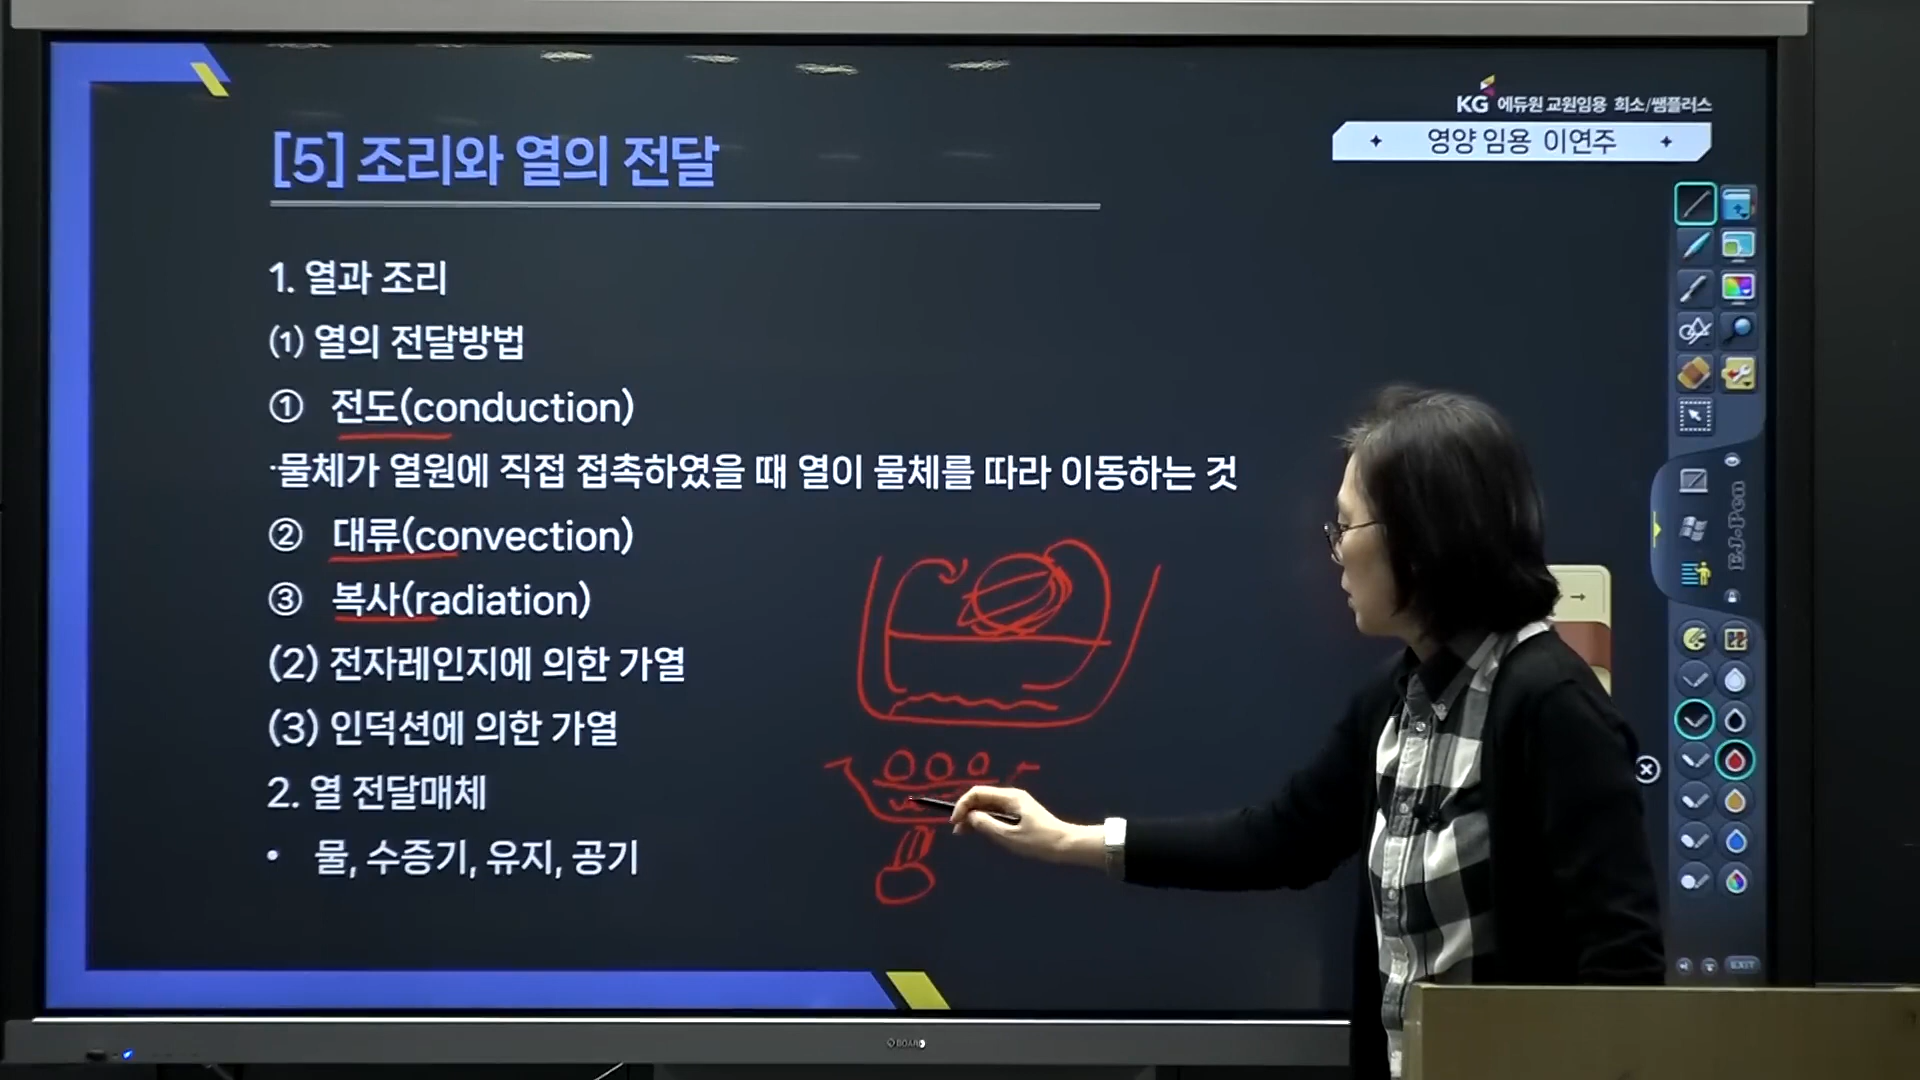 KG 에듀원 교원임용 희소/쌤플러스
영양 임용 이연주
[5] 조리와 열의 전달
1. 열과 조리
(1) 열의 전달방법
① 전도(conduction)
·물체가 열원에 직접 접촉하였을 때 열이 물체를 따라 이동하는 것
② 대류(convection)
③ 복사(radiation)
(2) 전자레인지에 의한 가열
(3) 인덕션에 의한 가열
2. 열 전달매체
• 물, 수증기, 유지, 공기
EJ-Pen
EXIT